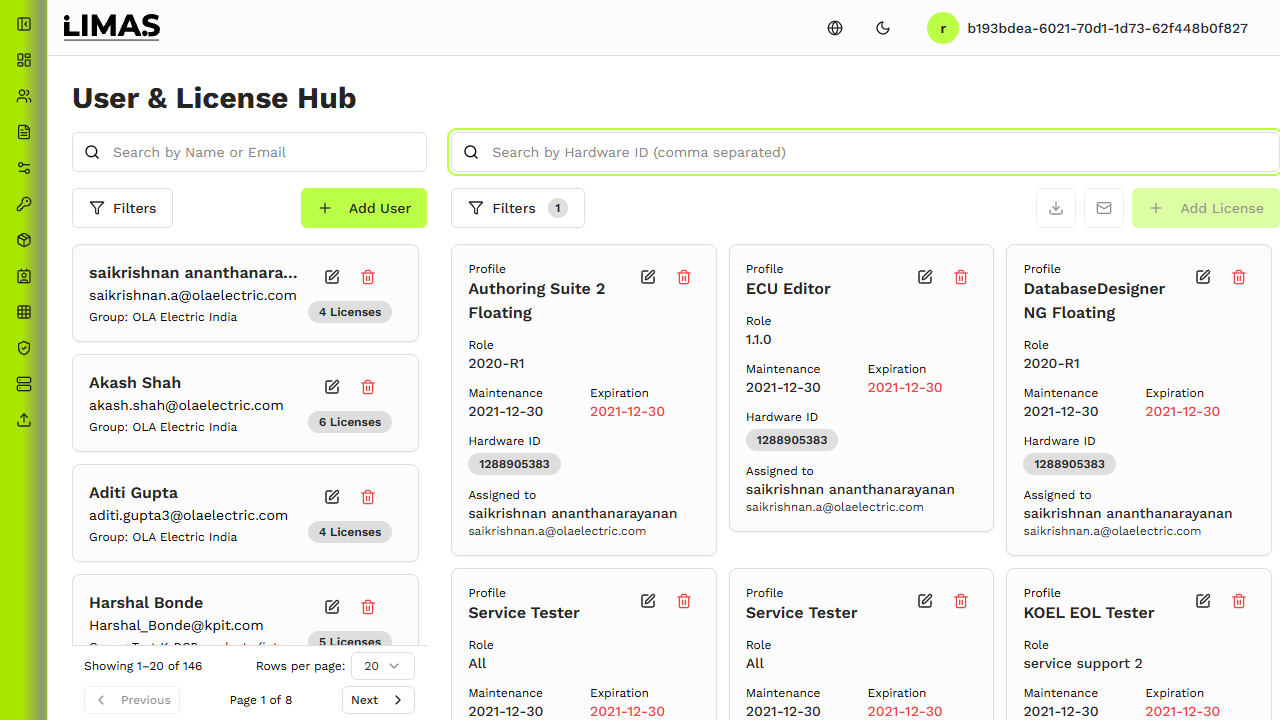 LIMAS
r
b193bdea-6021-70d1-1d73-62f448b0f827
User & License Hub
Search by Name or Email
Search by Hardware ID (comma separated)
Filters
Add User
Filters
1
Add License
saikrishnan ananthanara...
saikrishnan.a@olaelectric.com
Group: OLA Electric India
4 Licenses
Akash Shah
akash.shah@olaelectric.com
Group: OLA Electric India
6 Licenses
Aditi Gupta
aditi.gupta3@olaelectric.com
Group: OLA Electric India
4 Licenses
Harshal Bonde
Harshal_Bonde@kpit.com
5 Licenses
Showing 1–20 of 146
Rows per page:
20
Previous
Page 1 of 8
Next
Profile
Authoring Suite 2
Floating
Role
2020-R1
Maintenance
Expiration
2021-12-30
2021-12-30
Hardware ID
1288905383
Assigned to
saikrishnan ananthanarayanan
saikrishnan.a@olaelectric.com
Profile
ECU Editor
Role
1.1.0
Maintenance
Expiration
2021-12-30
2021-12-30
Hardware ID
1288905383
Assigned to
saikrishnan ananthanarayanan
saikrishnan.a@olaelectric.com
Profile
DatabaseDesigner
NG Floating
Role
2020-R1
Maintenance
Expiration
2021-12-30
2021-12-30
Hardware ID
1288905383
Assigned to
saikrishnan ananthanarayanan
saikrishnan.a@olaelectric.com
Profile
Service Tester
Role
All
Maintenance
Expiration
2021-12-30
2021-12-30
Profile
Service Tester
Role
All
Maintenance
Expiration
2021-12-30
2021-12-30
Profile
KOEL EOL Tester
Role
service support 2
Maintenance
Expiration
2021-12-30
2021-12-30